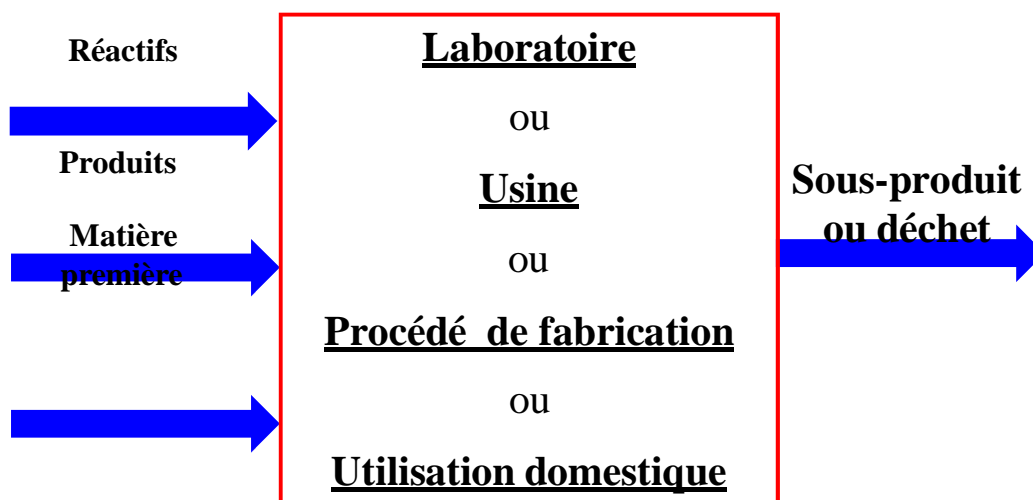 Réactifs
Produits
Matière
première
Laboratoire
ou
Usine
ou
Procédé de fabrication
ou
Utilisation domestique
Sous-produit
ou déchet